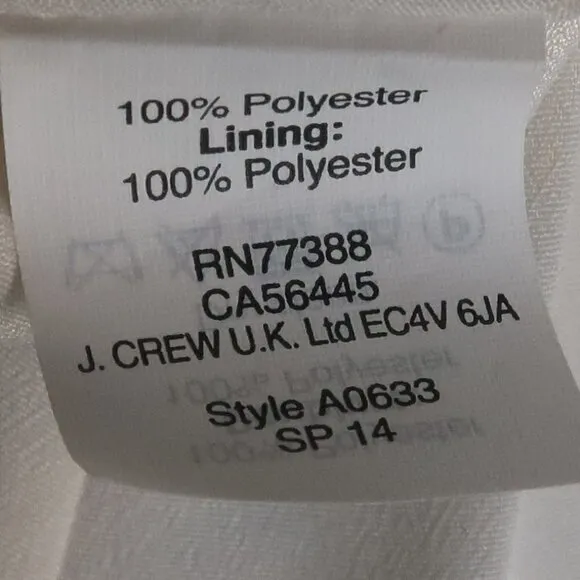 100% Polyester
Lining:
100% Polyester
RN77388
CA56445
J. CREW U.K. Ltd EC4V 6JA
Style A0633
SP 14